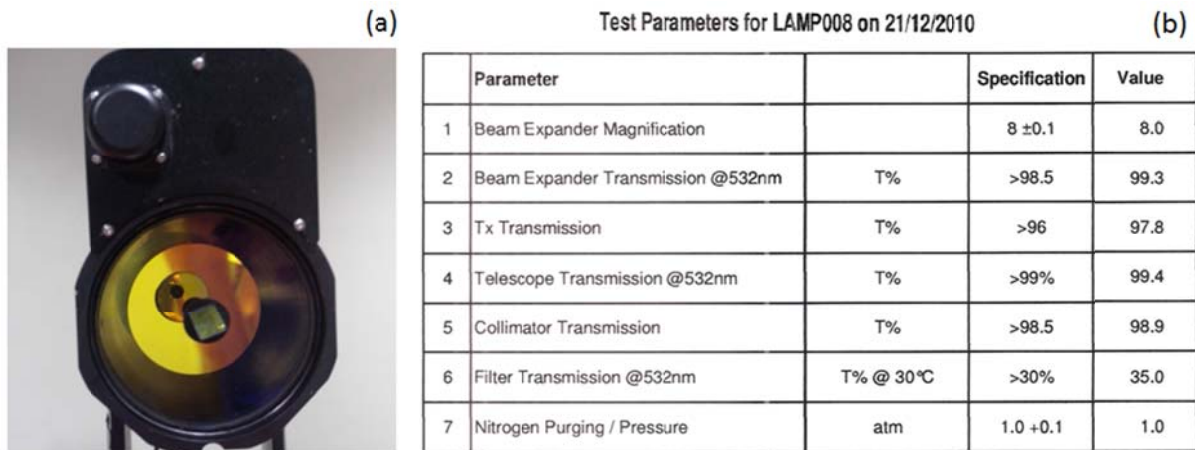 (a)
Test Parameters for LAMP008 on 21/12/2010 (b)
Parameter Specification Value
1 Beam Expander Magnification 8 ±0.1 8.0
2 Beam Expander Transmission @532nm T% >98.5 99.3
3 Tx Transmission T% >96 97.8
4 Telescope Transmission @532nm T% >99% 99.4
5 Collimator Transmission T% >98.5 98.9
6 Filter Transmission @532nm T% @ 30°C >30% 35.0
7 Nitrogen Purging / Pressure atm 1.0 +0.1 1.0